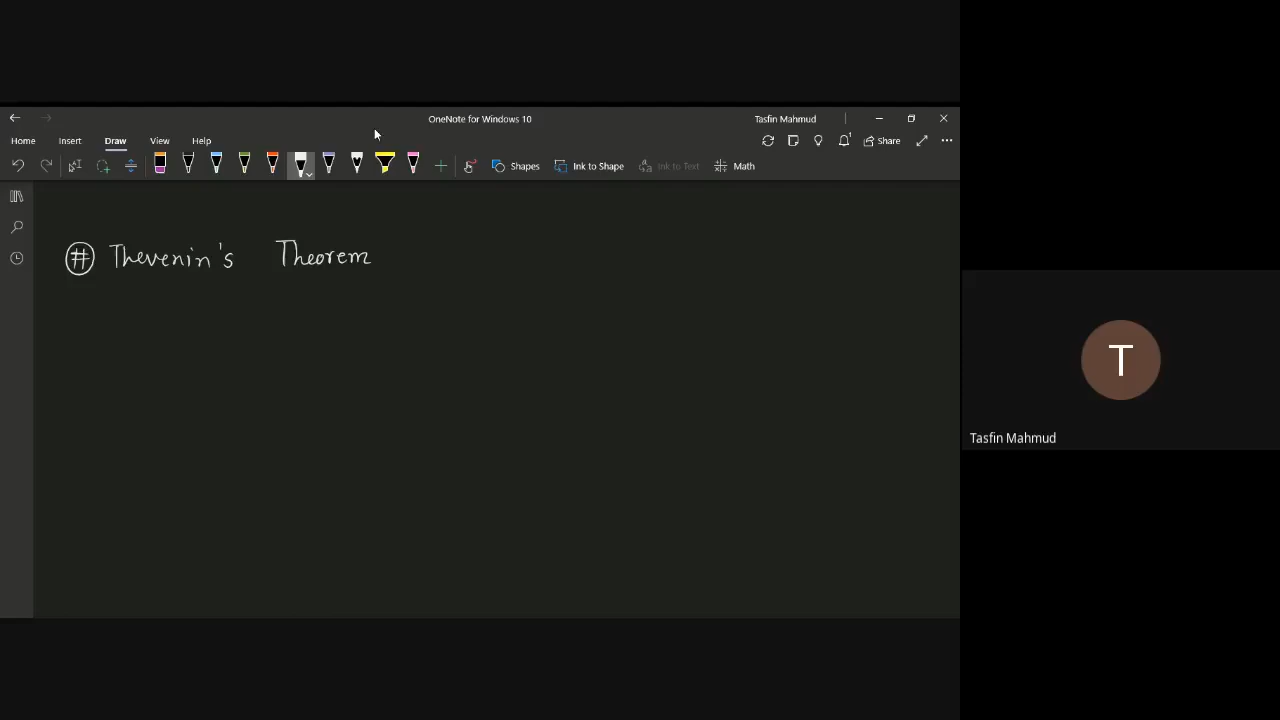 OneNote for Windows 10
Tasfin Mahmud
Home Insert Draw View Help
Share
Shapes Ink to Shape Ink to Text Math
# Thevenin's Theorem
T
Tasfin Mahmud